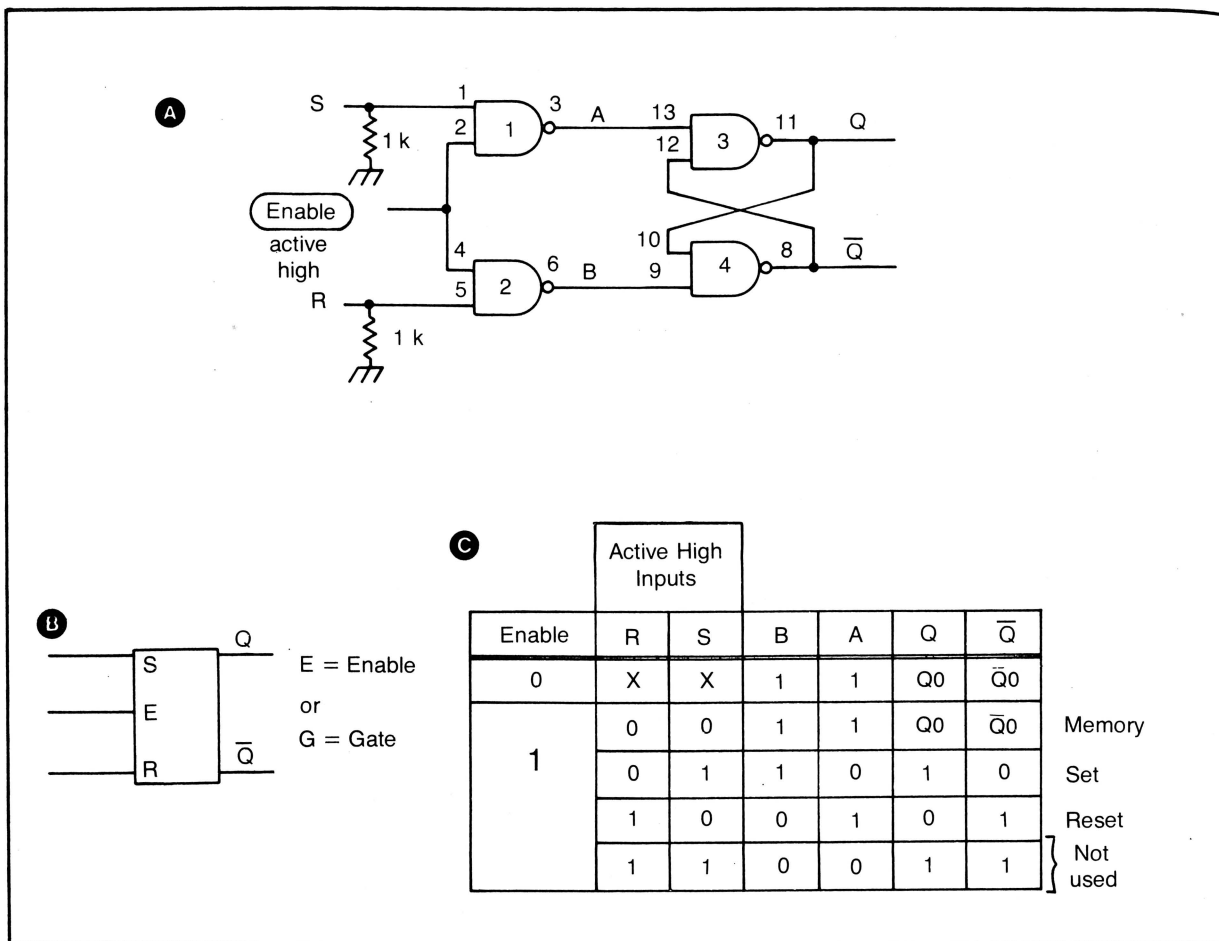 A
S
1
2
1
3
A
13
12
3
11
Q
1 k
Enable
active
high
4
5
2
6
B
10
9
4
8
Q̅
R
1 k
B
S
E
R
Q
Q̅
E = Enable
or
G = Gate
C
Active High
Inputs
Enable R S B A Q Q̅
0 X X 1 1 Q0 Q̅0
1
0 0 1 1 Q0 Q̅0 Memory
0 1 1 0 1 0 Set
1 0 0 1 0 1 Reset
1 1 0 0 1 1 Not
used